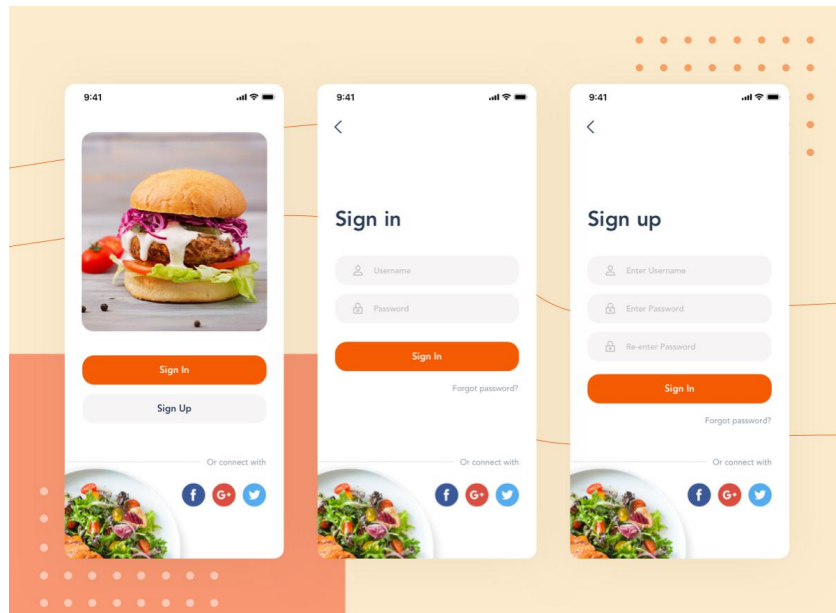 9:41
Sign In
Sign Up
Or connect with
f
G+
9:41
Sign in
Username
Password
Sign In
Forgot password?
Or connect with
f
G+
9:41
Sign up
Enter Username
Enter Password
Re-enter Password
Sign In
Forgot password?
Or connect with
f
G+